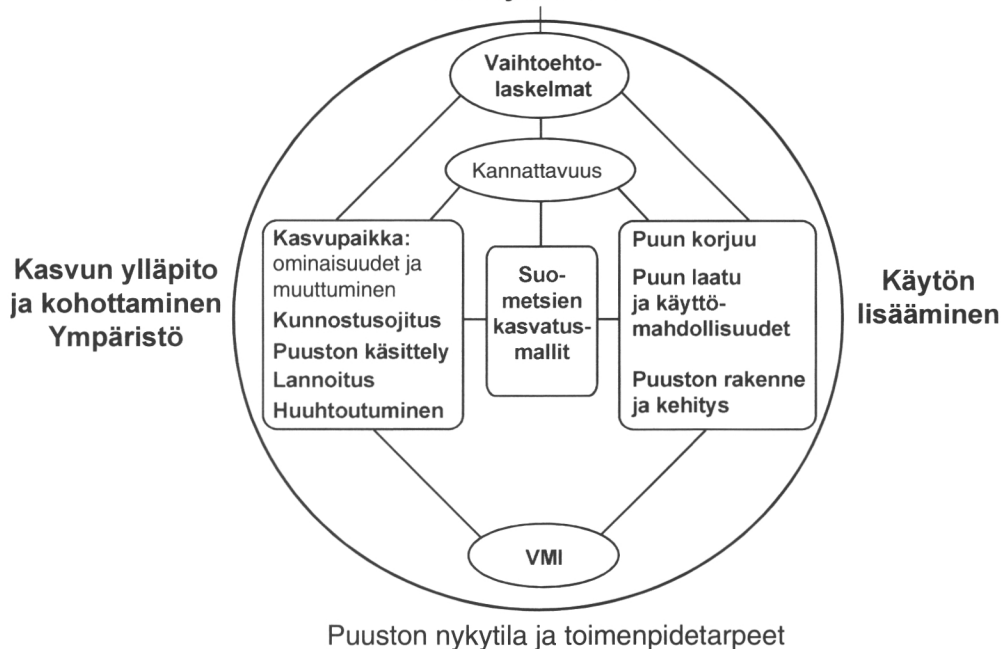 Vaihtoehto-
laskelmat
Kannattavuus
Kasvun ylläpito
ja kohottaminen
Ympäristö
Kasvupaikka:
ominaisuudet ja
muuttuminen
Kunnostusojitus
Puuston käsittely
Lannoitus
Huuhtoutuminen
Suo-
metsien
kasvatus-
mallit
Puun korjuu
Puun laatu
ja käyttö-
mahdollisuudet
Puuston rakenne
ja kehitys
Käytön
lisääminen
VMI
Puuston nykytila ja toimenpidetarpeet